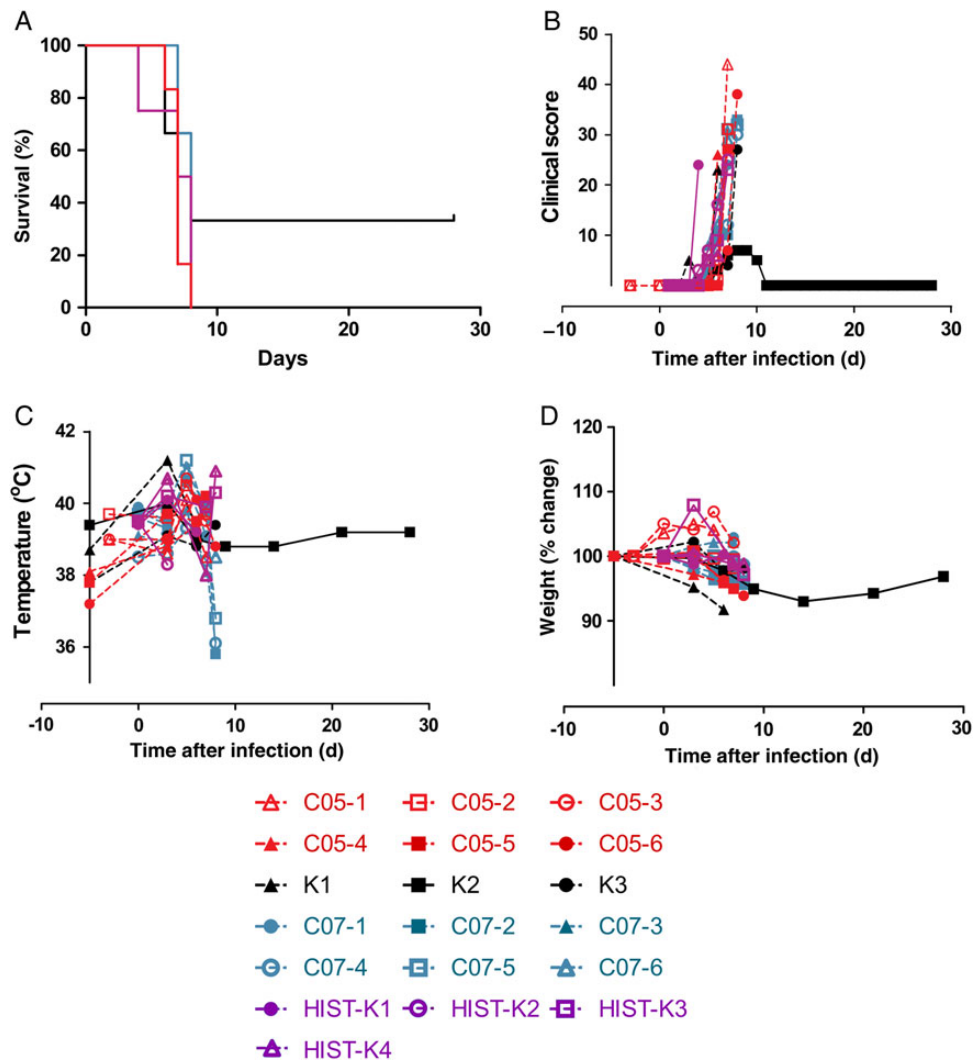 A
100
80
60
40
20
0
Survival (%)
0 10 20 30
Days
B
50
40
30
20
10
Clinical score
–10 0 10 20 30
Time after infection (d)
C
42
40
38
36
Temperature (°C)
-10 0 10 20 30
Time after infection (d)
D
120
110
100
90
Weight (% change)
-10 0 10 20 30
Time after infection (d)
C05-1 C05-2 C05-3
C05-4 C05-5 C05-6
K1 K2 K3
C07-1 C07-2 C07-3
C07-4 C07-5 C07-6
HIST-K1 HIST-K2 HIST-K3
HIST-K4